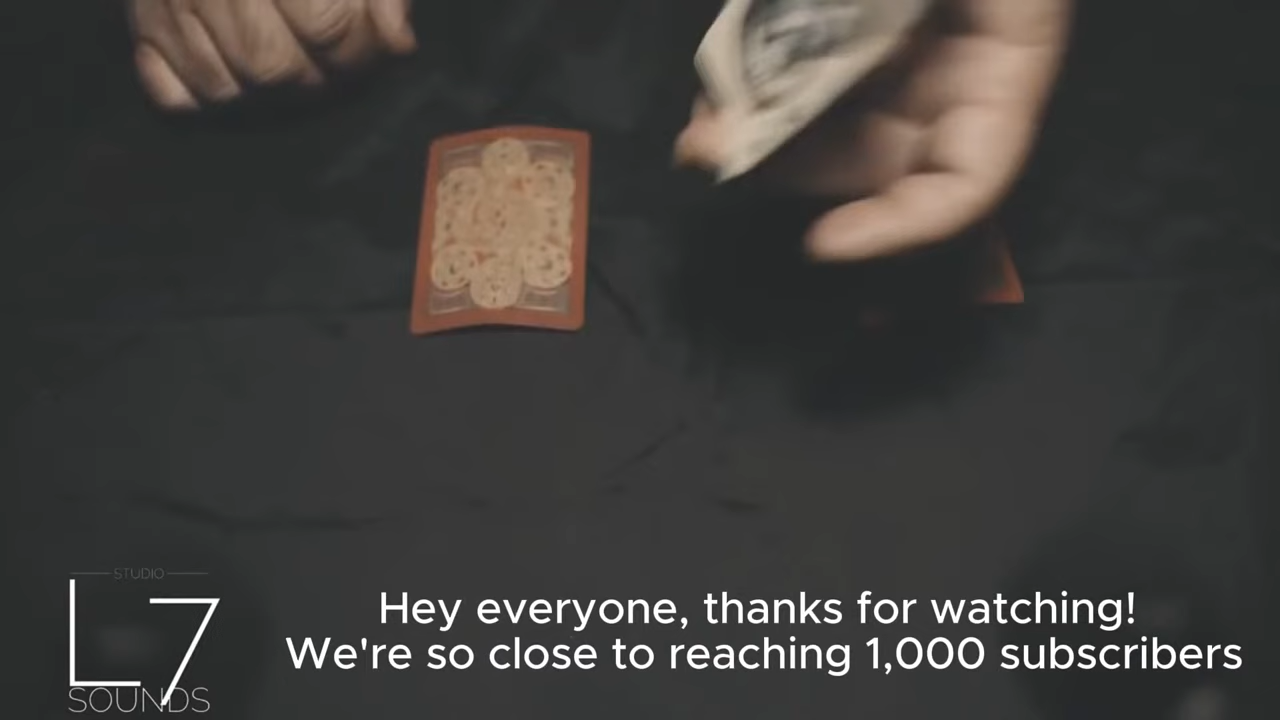 STUDIO
L7
SOUNDS
Hey everyone, thanks for watching!
We're so close to reaching 1,000 subscribers